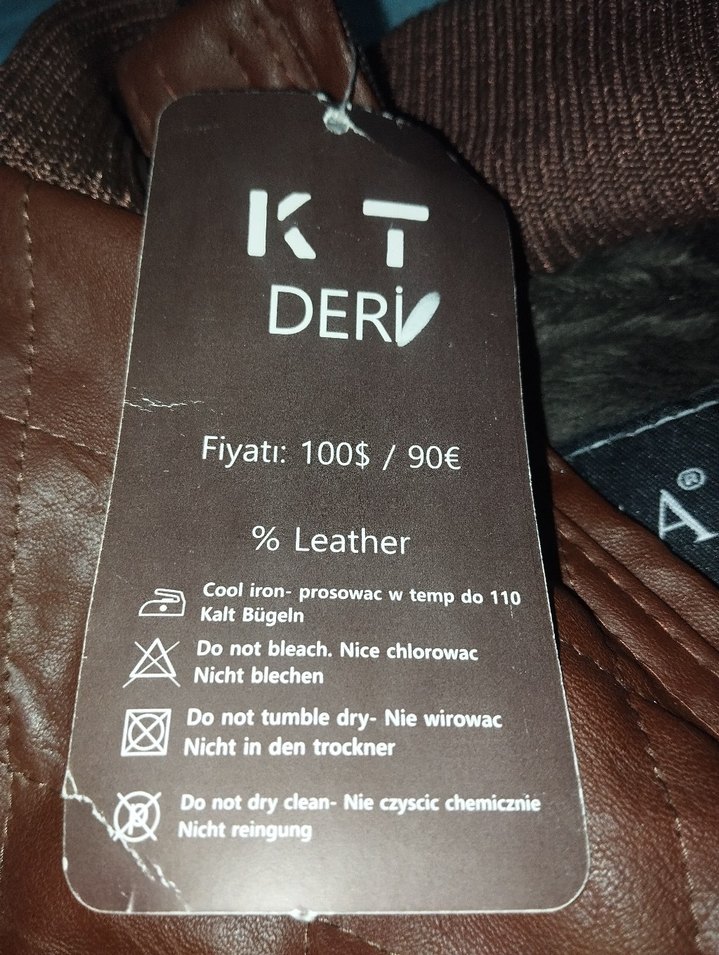 K T
DERİ
Fiyatı: 100$ / 90€
% Leather
Cool iron- prosowac w temp do 110
Kalt Bügeln
Do not bleach. Nice chlorowac
Nicht blechen
Do not tumble dry- Nie wirowac
Nicht in den trockner
P
Do not dry clean- Nie czyscic chemicznie
Nicht reingung
A®